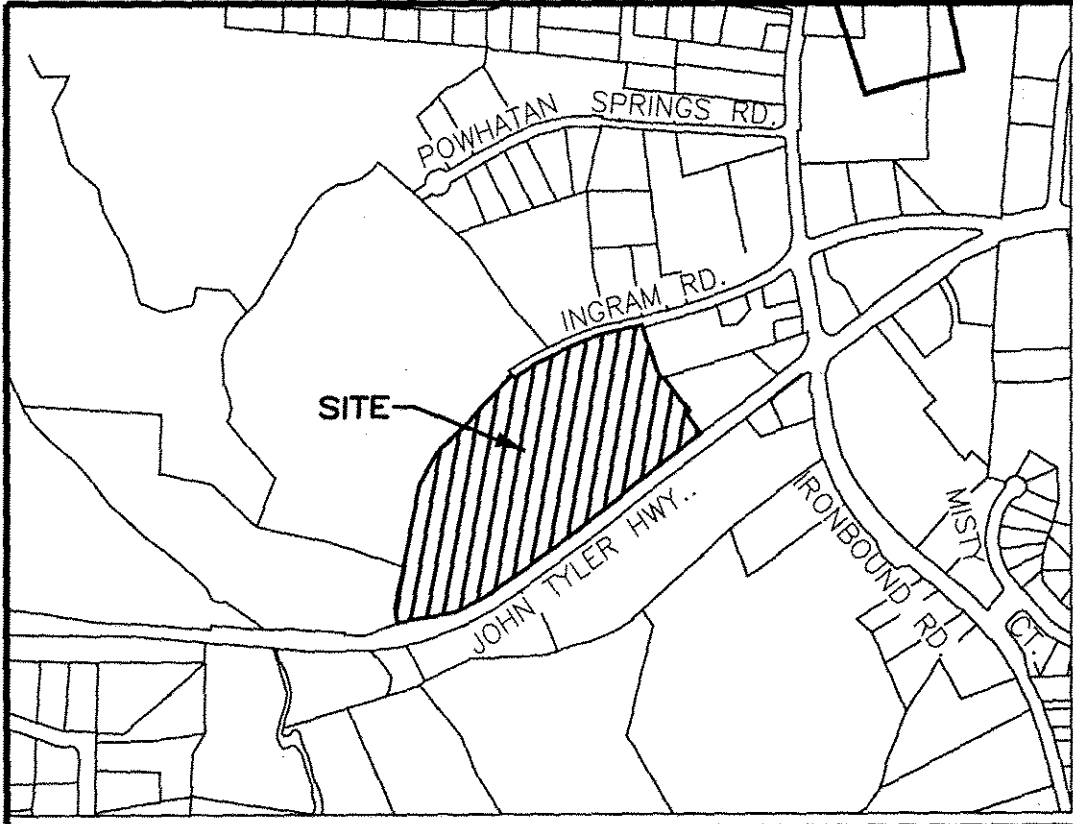 POWHATAN SPRINGS RD.
INGRAM RD.
SITE
JOHN TYLER HWY..
IRONBOUND RD.
MISTY CT.